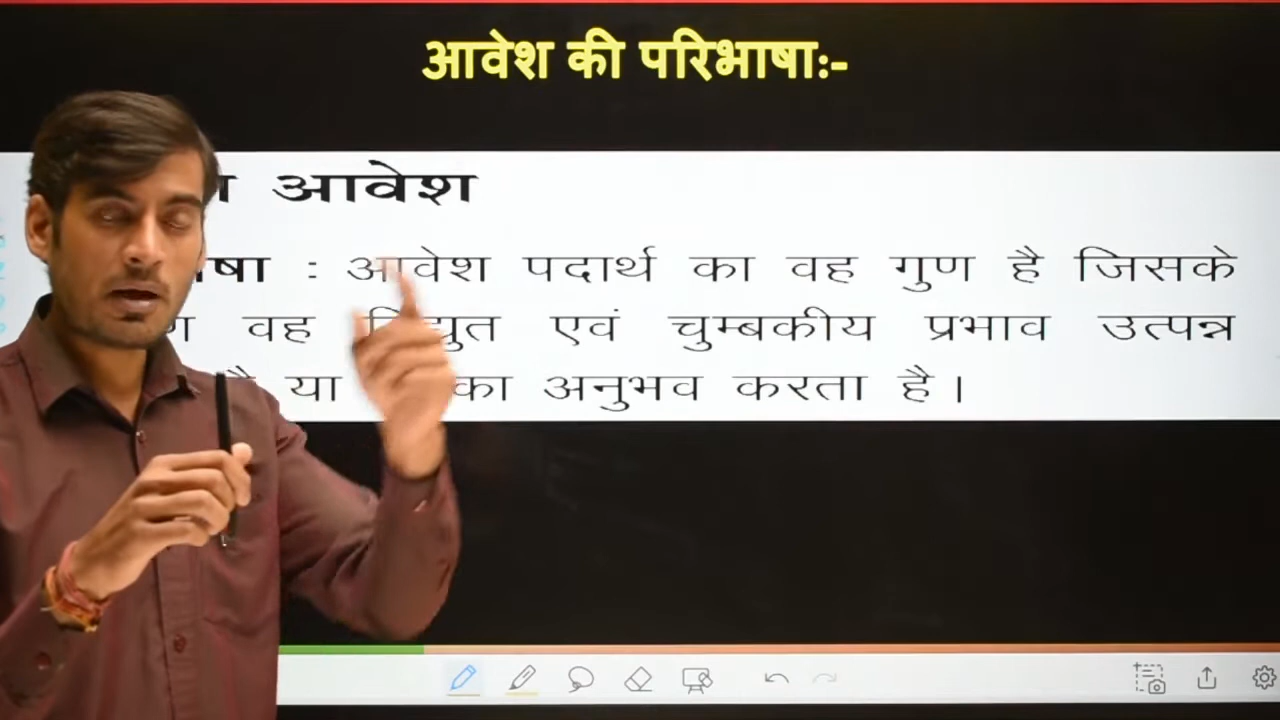 आवेश की परिभाषाः-
आवेश
: आवेश पदार्थ का वह गुण है जिसके
वह विद्युत एवं चुम्बकीय प्रभाव उत्पन्न
या का अनुभव करता है।